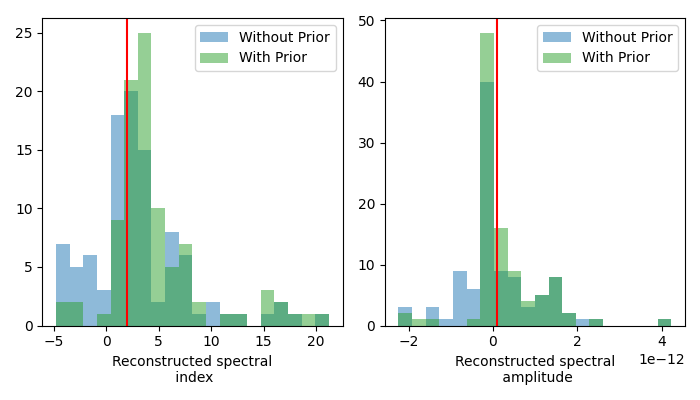 25
20
15
10
5
0
−5
0
5
10
15
20
Without Prior
With Prior
Reconstructed spectral
index
50
40
30
20
10
0
−2
0
2
4
1e−12
Without Prior
With Prior
Reconstructed spectral
amplitude